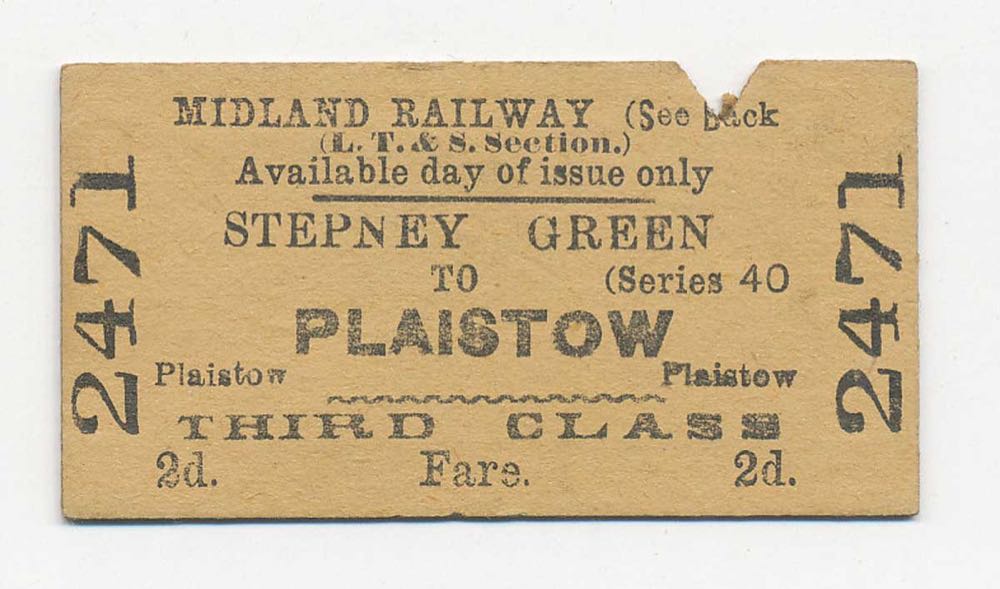 MIDLAND RAILWAY (See back
(L. T. & S. Section.)
Available day of issue only
STEPNEY GREEN
TO (Series 40
PLAISTOW
Plaistow Plaistow
THIRD CLASS
2d. Fare. 2d.
2471
2471